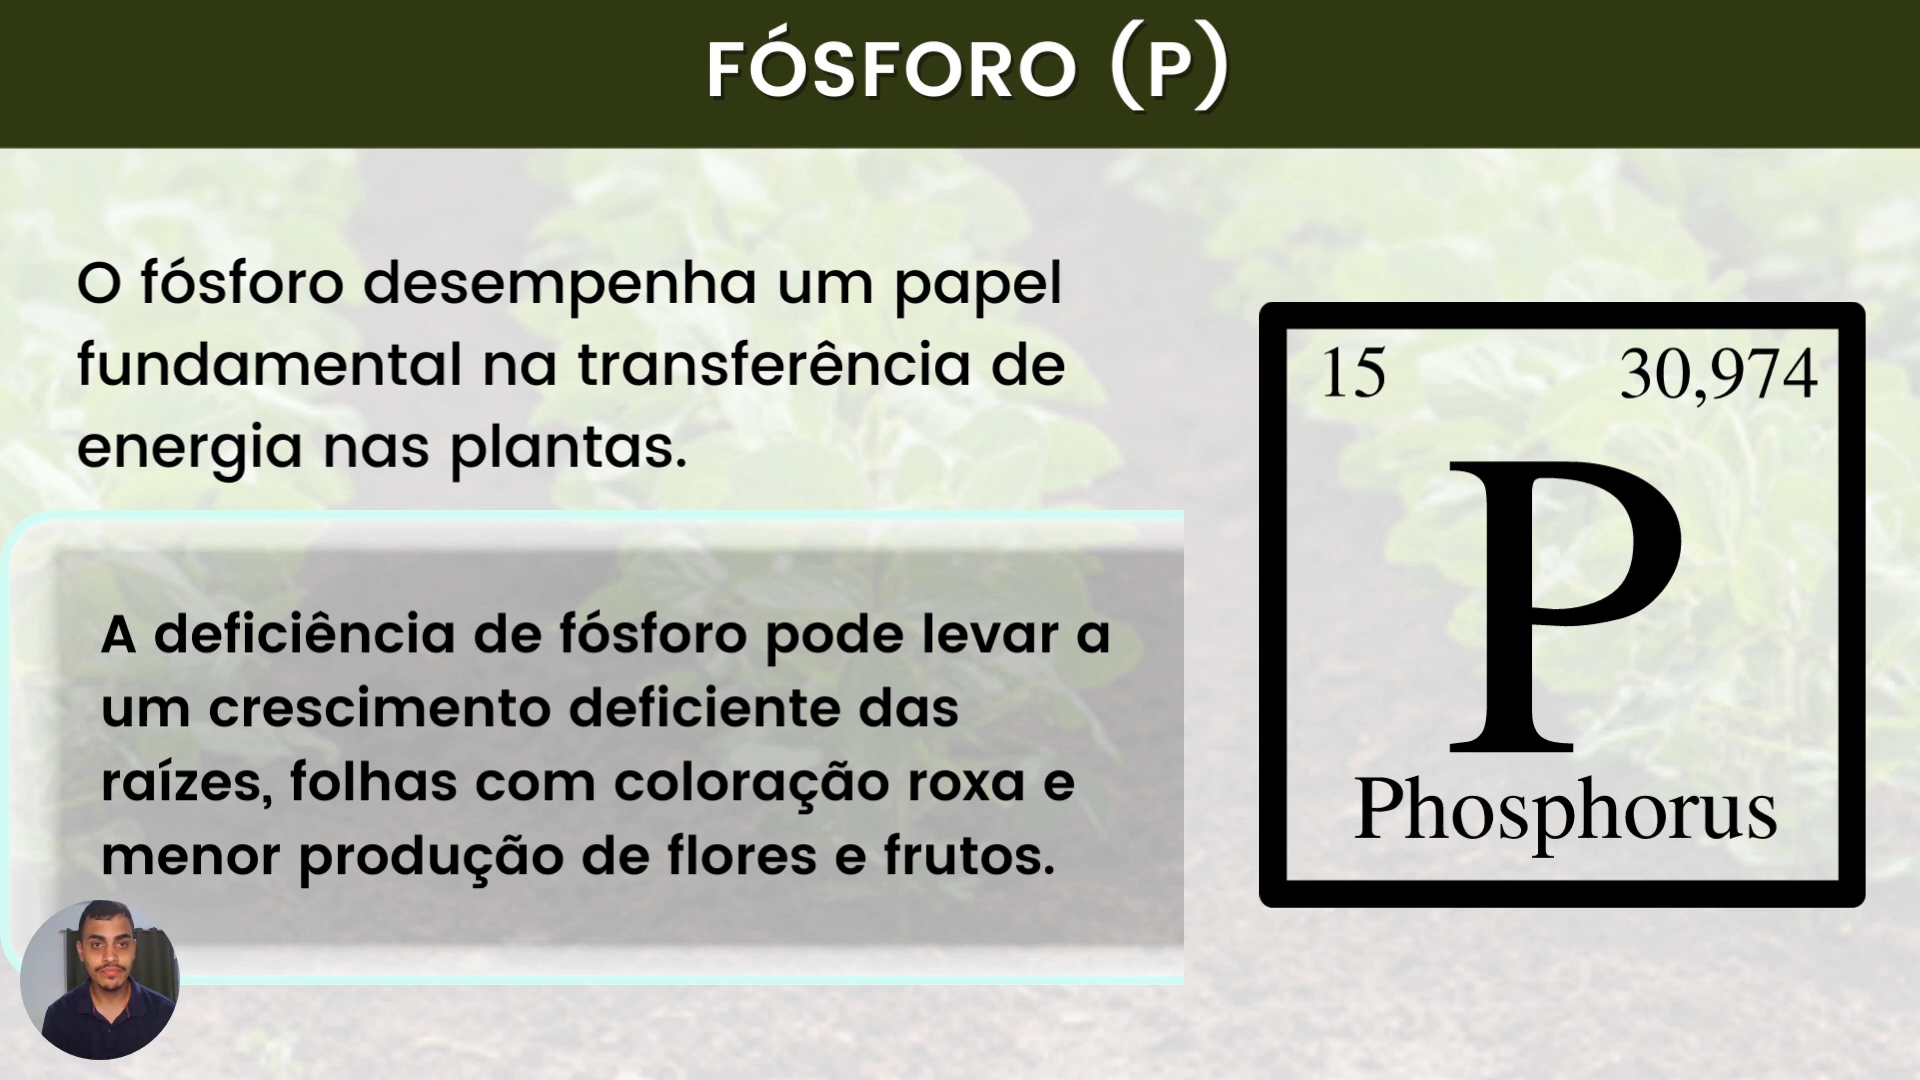 FÓSFORO (P)
O fósforo desempenha um papel
fundamental na transferência de
energia nas plantas.
A deficiência de fósforo pode levar a
um crescimento deficiente das
raízes, folhas com coloração roxa e
menor produção de flores e frutos.
15 30,974
P
Phosphorus